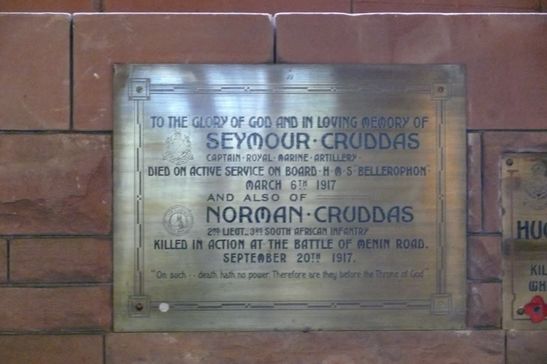 TO THE GLORY OF GOD AND IN LOVING MEMORY OF
SEYMOUR · CRUDDAS
CAPTAIN · ROYAL · MARINE · ARTILLERY ·
DIED ON ACTIVE SERVICE ON BOARD · H · M · S · BELLEROPHON ·
MARCH 6TH 1917
AND ALSO OF
NORMAN · CRUDDAS
2ND LIEUT., 3RD SOUTH AFRICAN INFANTRY
KILLED IN ACTION AT THE BATTLE OF MENIN ROAD.
SEPTEMBER 20TH 1917.
"On such · · death hath no power. Therefore are they before the Throne of God"